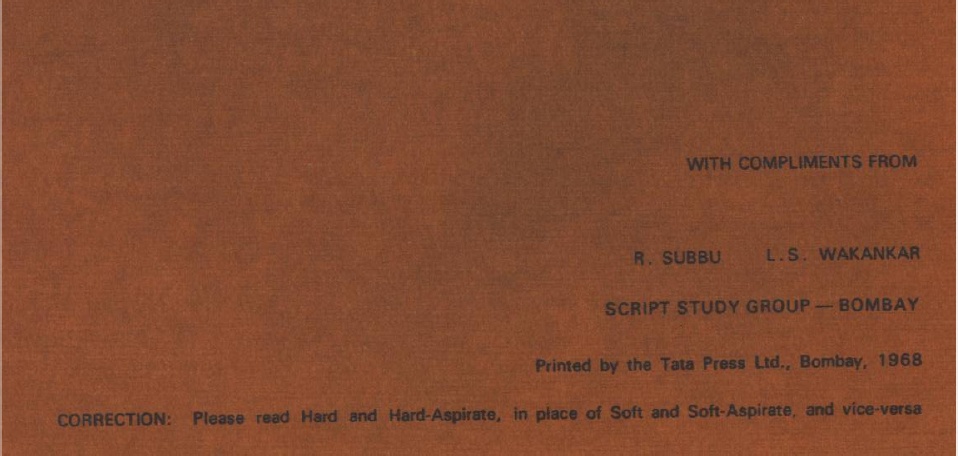 WITH COMPLIMENTS FROM
R. SUBBU L.S. WAKANKAR
SCRIPT STUDY GROUP — BOMBAY
Printed by the Tata Press Ltd., Bombay, 1968
CORRECTION: Please read Hard and Hard-Aspirate, in place of Soft and Soft-Aspirate, and vice-versa